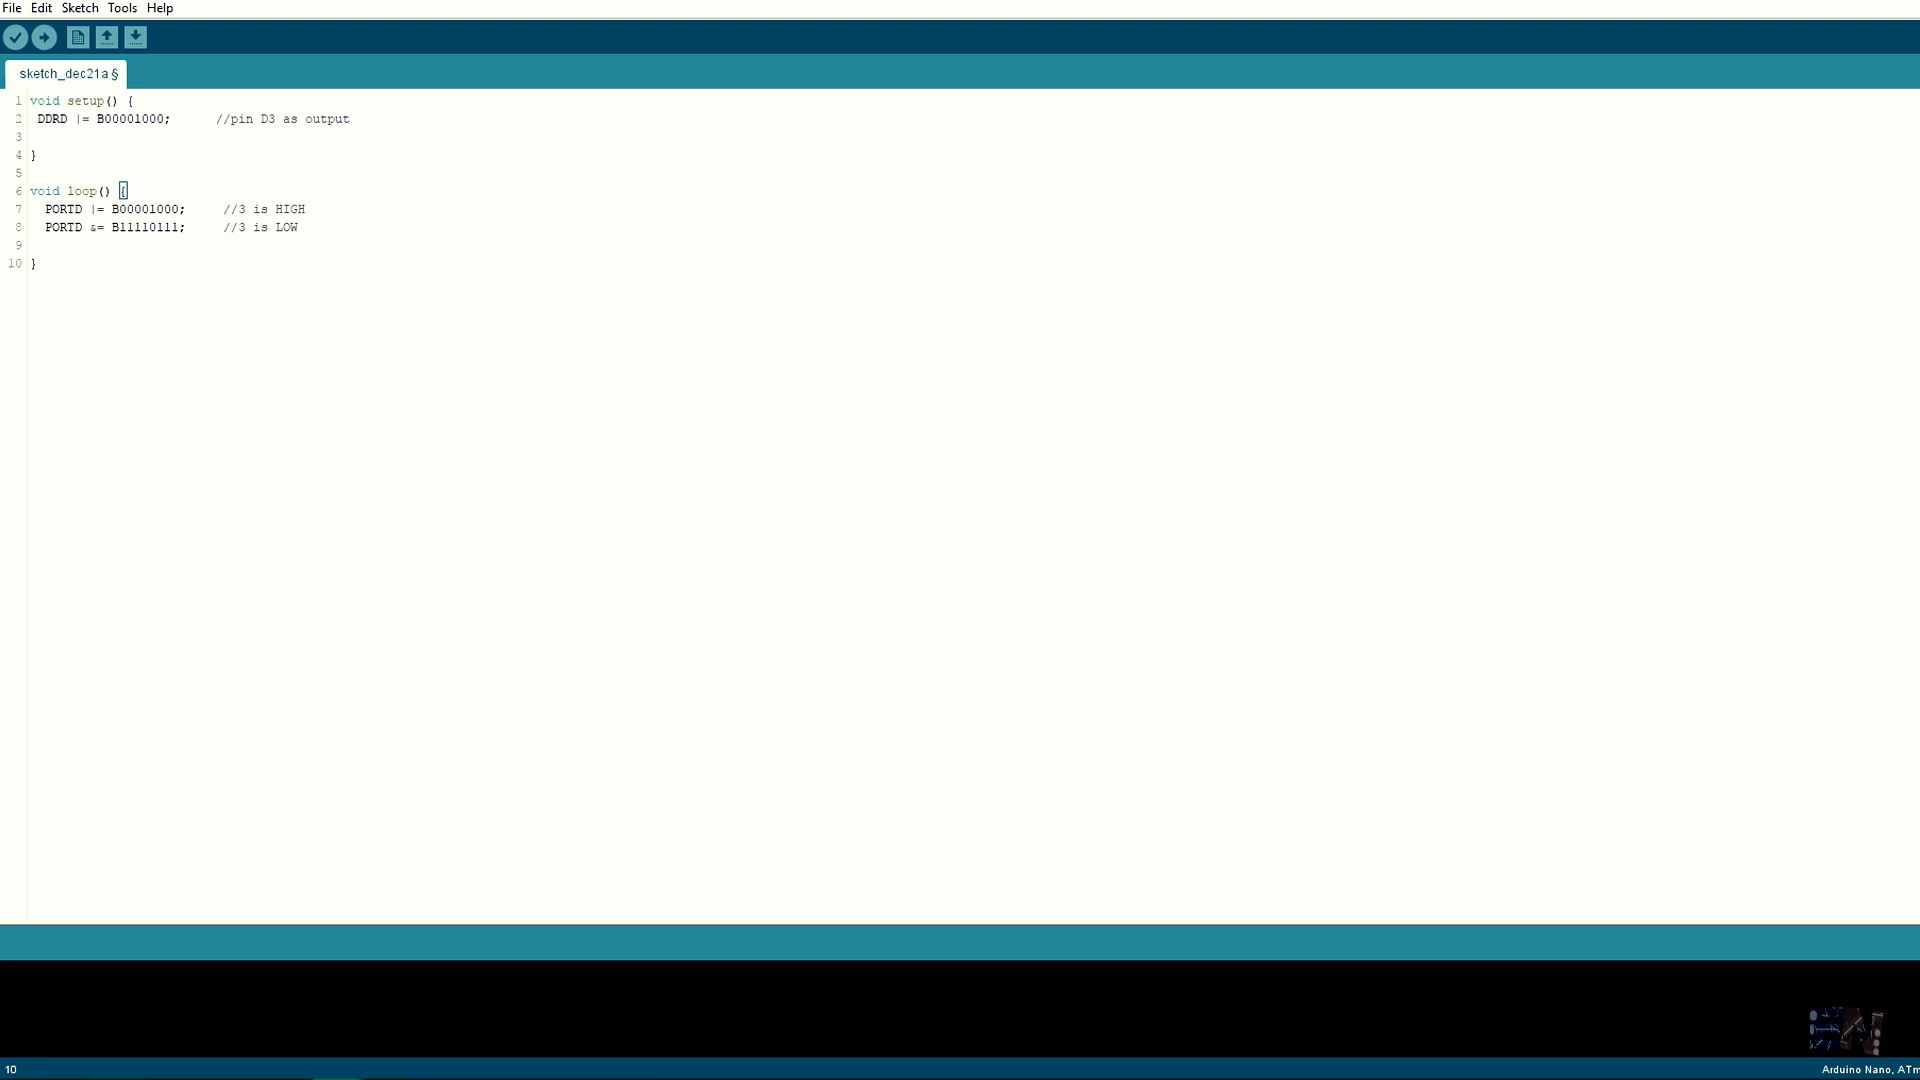 File Edit Sketch Tools Help
sketch_dec21a §
1 void setup() {
2 DDRD |= B00001000; //pin D3 as output
3
4 }
5
6 void loop() {
7 PORTD |= B00001000; //3 is HIGH
8 PORTD &= B11110111; //3 is LOW
9
10 }
10 Arduino Nano, ATm